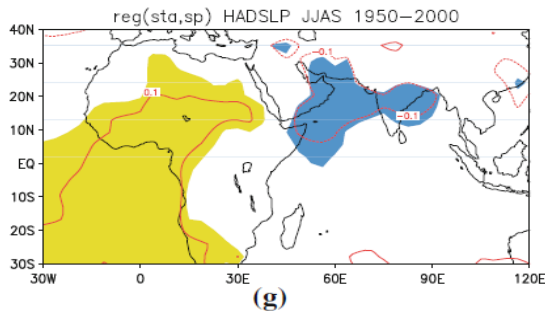 reg(sta,sp) HADSLP JJAS 1950−2000
40N
30N
20N
10N
EQ
10S
20S
30S
0.1
−0.1
−0.1
30W 0 30E 60E 90E 120E
(g)